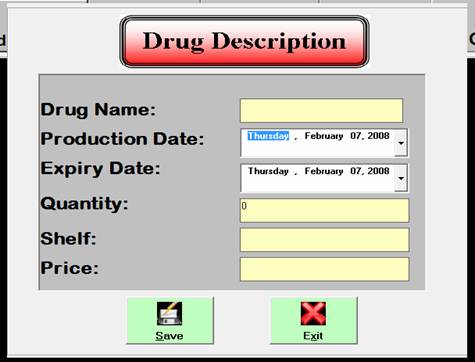 Drug Description
Drug Name:
Production Date: Thursday , February 07, 2008
Expiry Date: Thursday , February 07, 2008
Quantity: 0
Shelf:
Price:
Save Exit